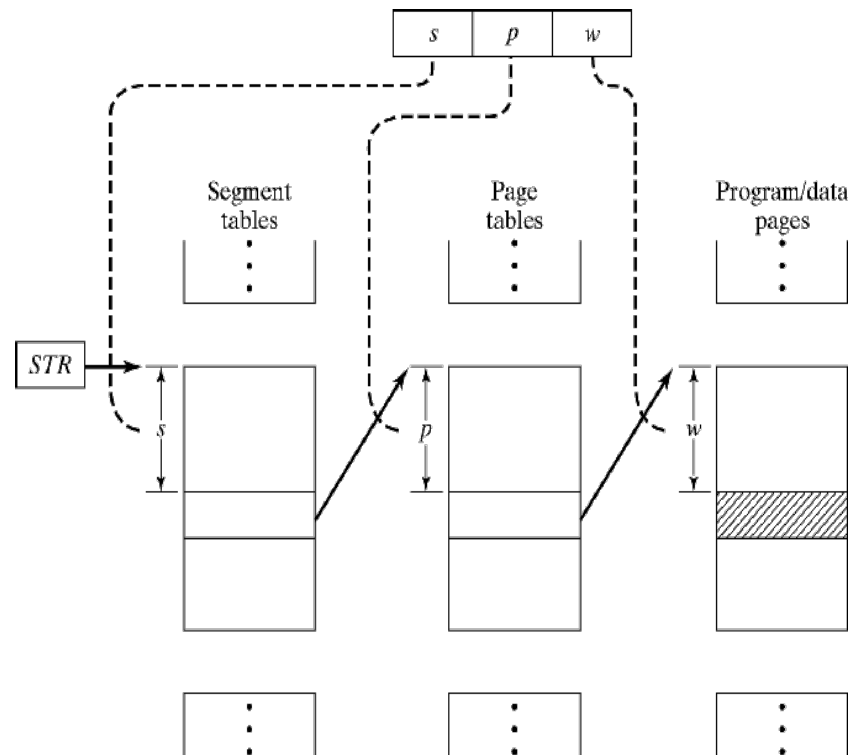 s p w
Segment
tables
Page
tables
Program/data
pages
STR
s
p
w